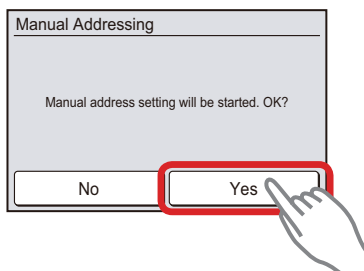 Manual Addressing
Manual address setting will be started. OK?
No
Yes